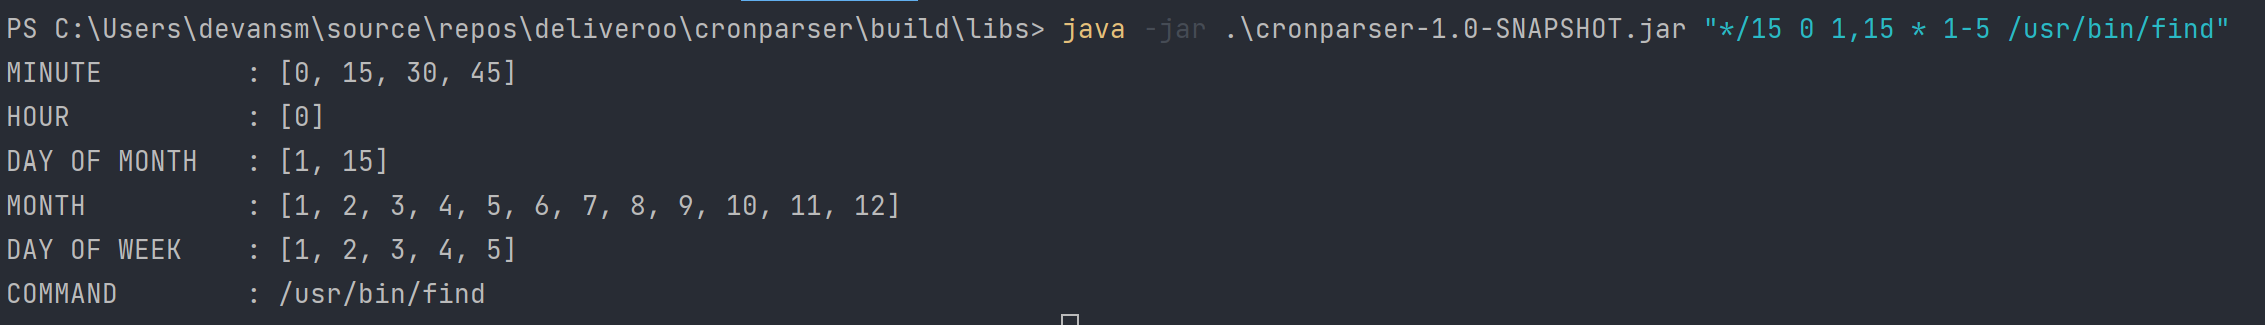 PS C:\Users\devansm\source\repos\deliveroo\cronparser\build\libs> java -jar .\cronparser-1.0-SNAPSHOT.jar "*/15 0 1,15 * 1-5 /usr/bin/find"
MINUTE         : [0, 15, 30, 45]
HOUR           : [0]
DAY OF MONTH   : [1, 15]
MONTH          : [1, 2, 3, 4, 5, 6, 7, 8, 9, 10, 11, 12]
DAY OF WEEK    : [1, 2, 3, 4, 5]
COMMAND        : /usr/bin/find